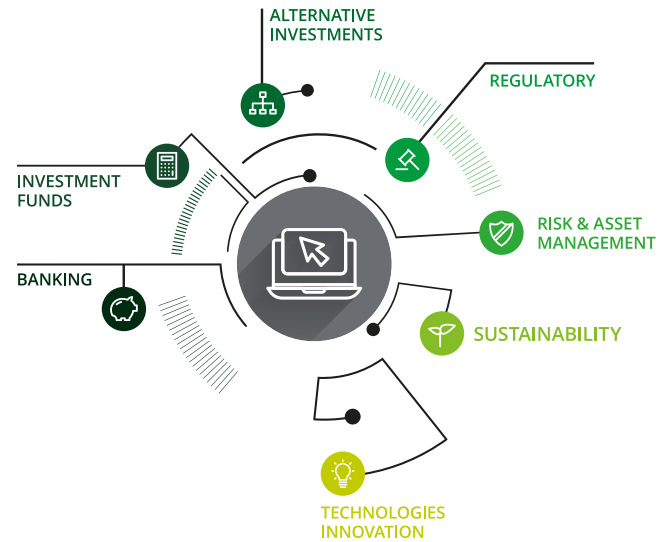 ALTERNATIVE
INVESTMENTS
REGULATORY
INVESTMENT
FUNDS
RISK & ASSET
MANAGEMENT
BANKING
SUSTAINABILITY
TECHNOLOGIES
INNOVATION